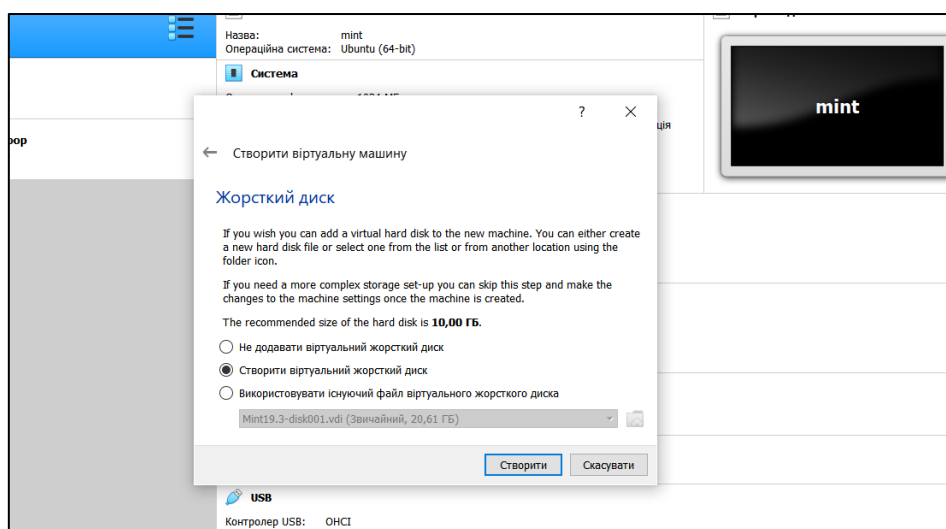 Назва: mint
Операційна система: Ubuntu (64-bit)
Система
mint
ція
рор
?
Створити віртуальну машину
Жорсткий диск
If you wish you can add a virtual hard disk to the new machine. You can either create
a new hard disk file or select one from the list or from another location using the
folder icon.
If you need a more complex storage set-up you can skip this step and make the
changes to the machine settings once the machine is created.
The recommended size of the hard disk is 10,00 ГБ.
Не додавати віртуальний жорсткий диск
Створити віртуальний жорсткий диск
Використовувати існуючий файл віртуального жорсткого диска
Mint19.3-disk001.vdi (Звичайний, 20,61 ГБ)
Створити Скасувати
USB
Контролер USB: OHCI